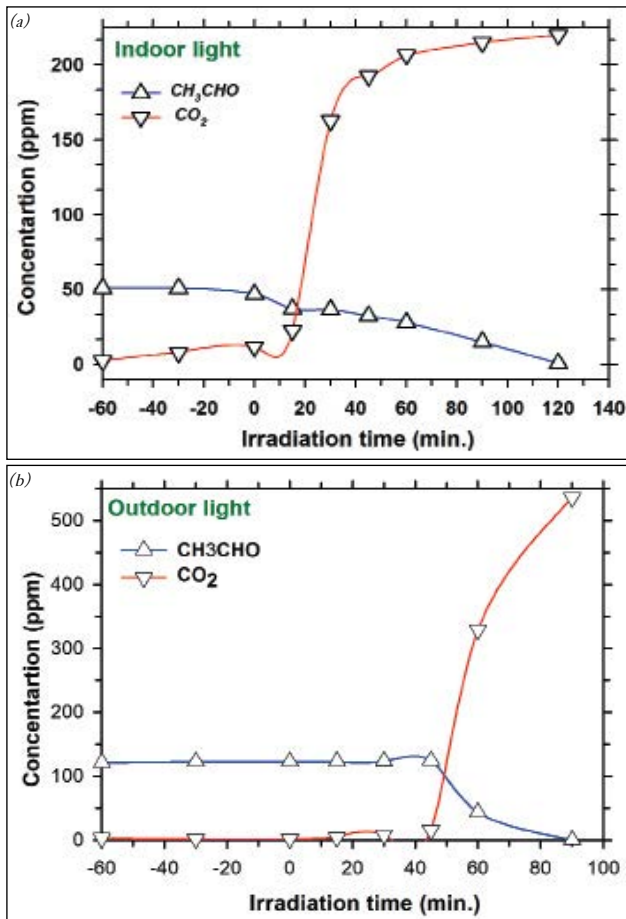 (a)
Indoor light
CH₃CHO
CO₂
Concentartion (ppm)
200
150
100
50
0
-60 -40 -20 0 20 40 60 80 100 120 140
Irradiation time (min.)
(b)
Outdoor light
CH3CHO
CO₂
Concentartion (ppm)
500
400
300
200
100
0
-60 -40 -20 0 20 40 60 80 100
Irradiation time (min.)